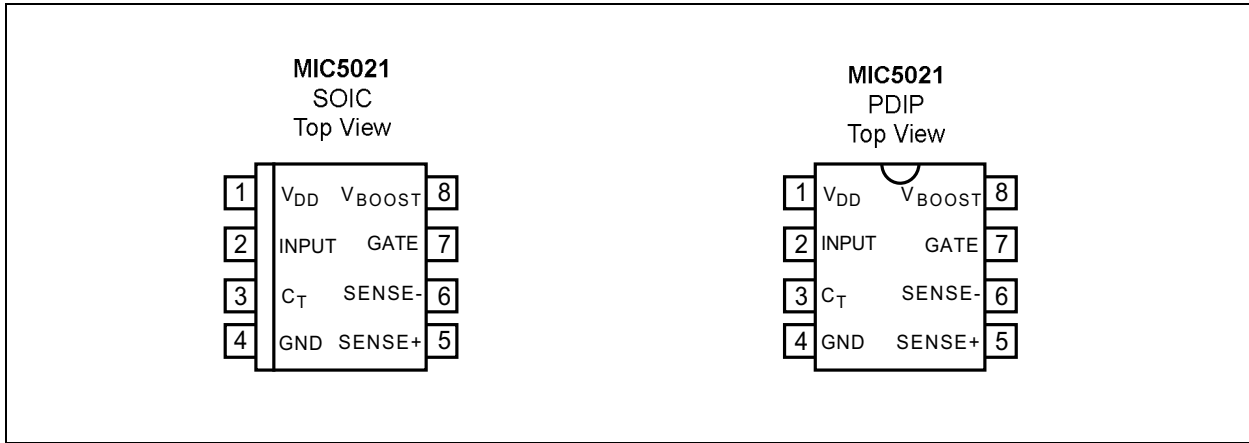 MIC5021
SOIC
Top View
1 VDD VBOOST 8
2 INPUT GATE 7
3 CT SENSE- 6
4 GND SENSE+ 5
MIC5021
PDIP
Top View
1 VDD VBOOST 8
2 INPUT GATE 7
3 CT SENSE- 6
4 GND SENSE+ 5